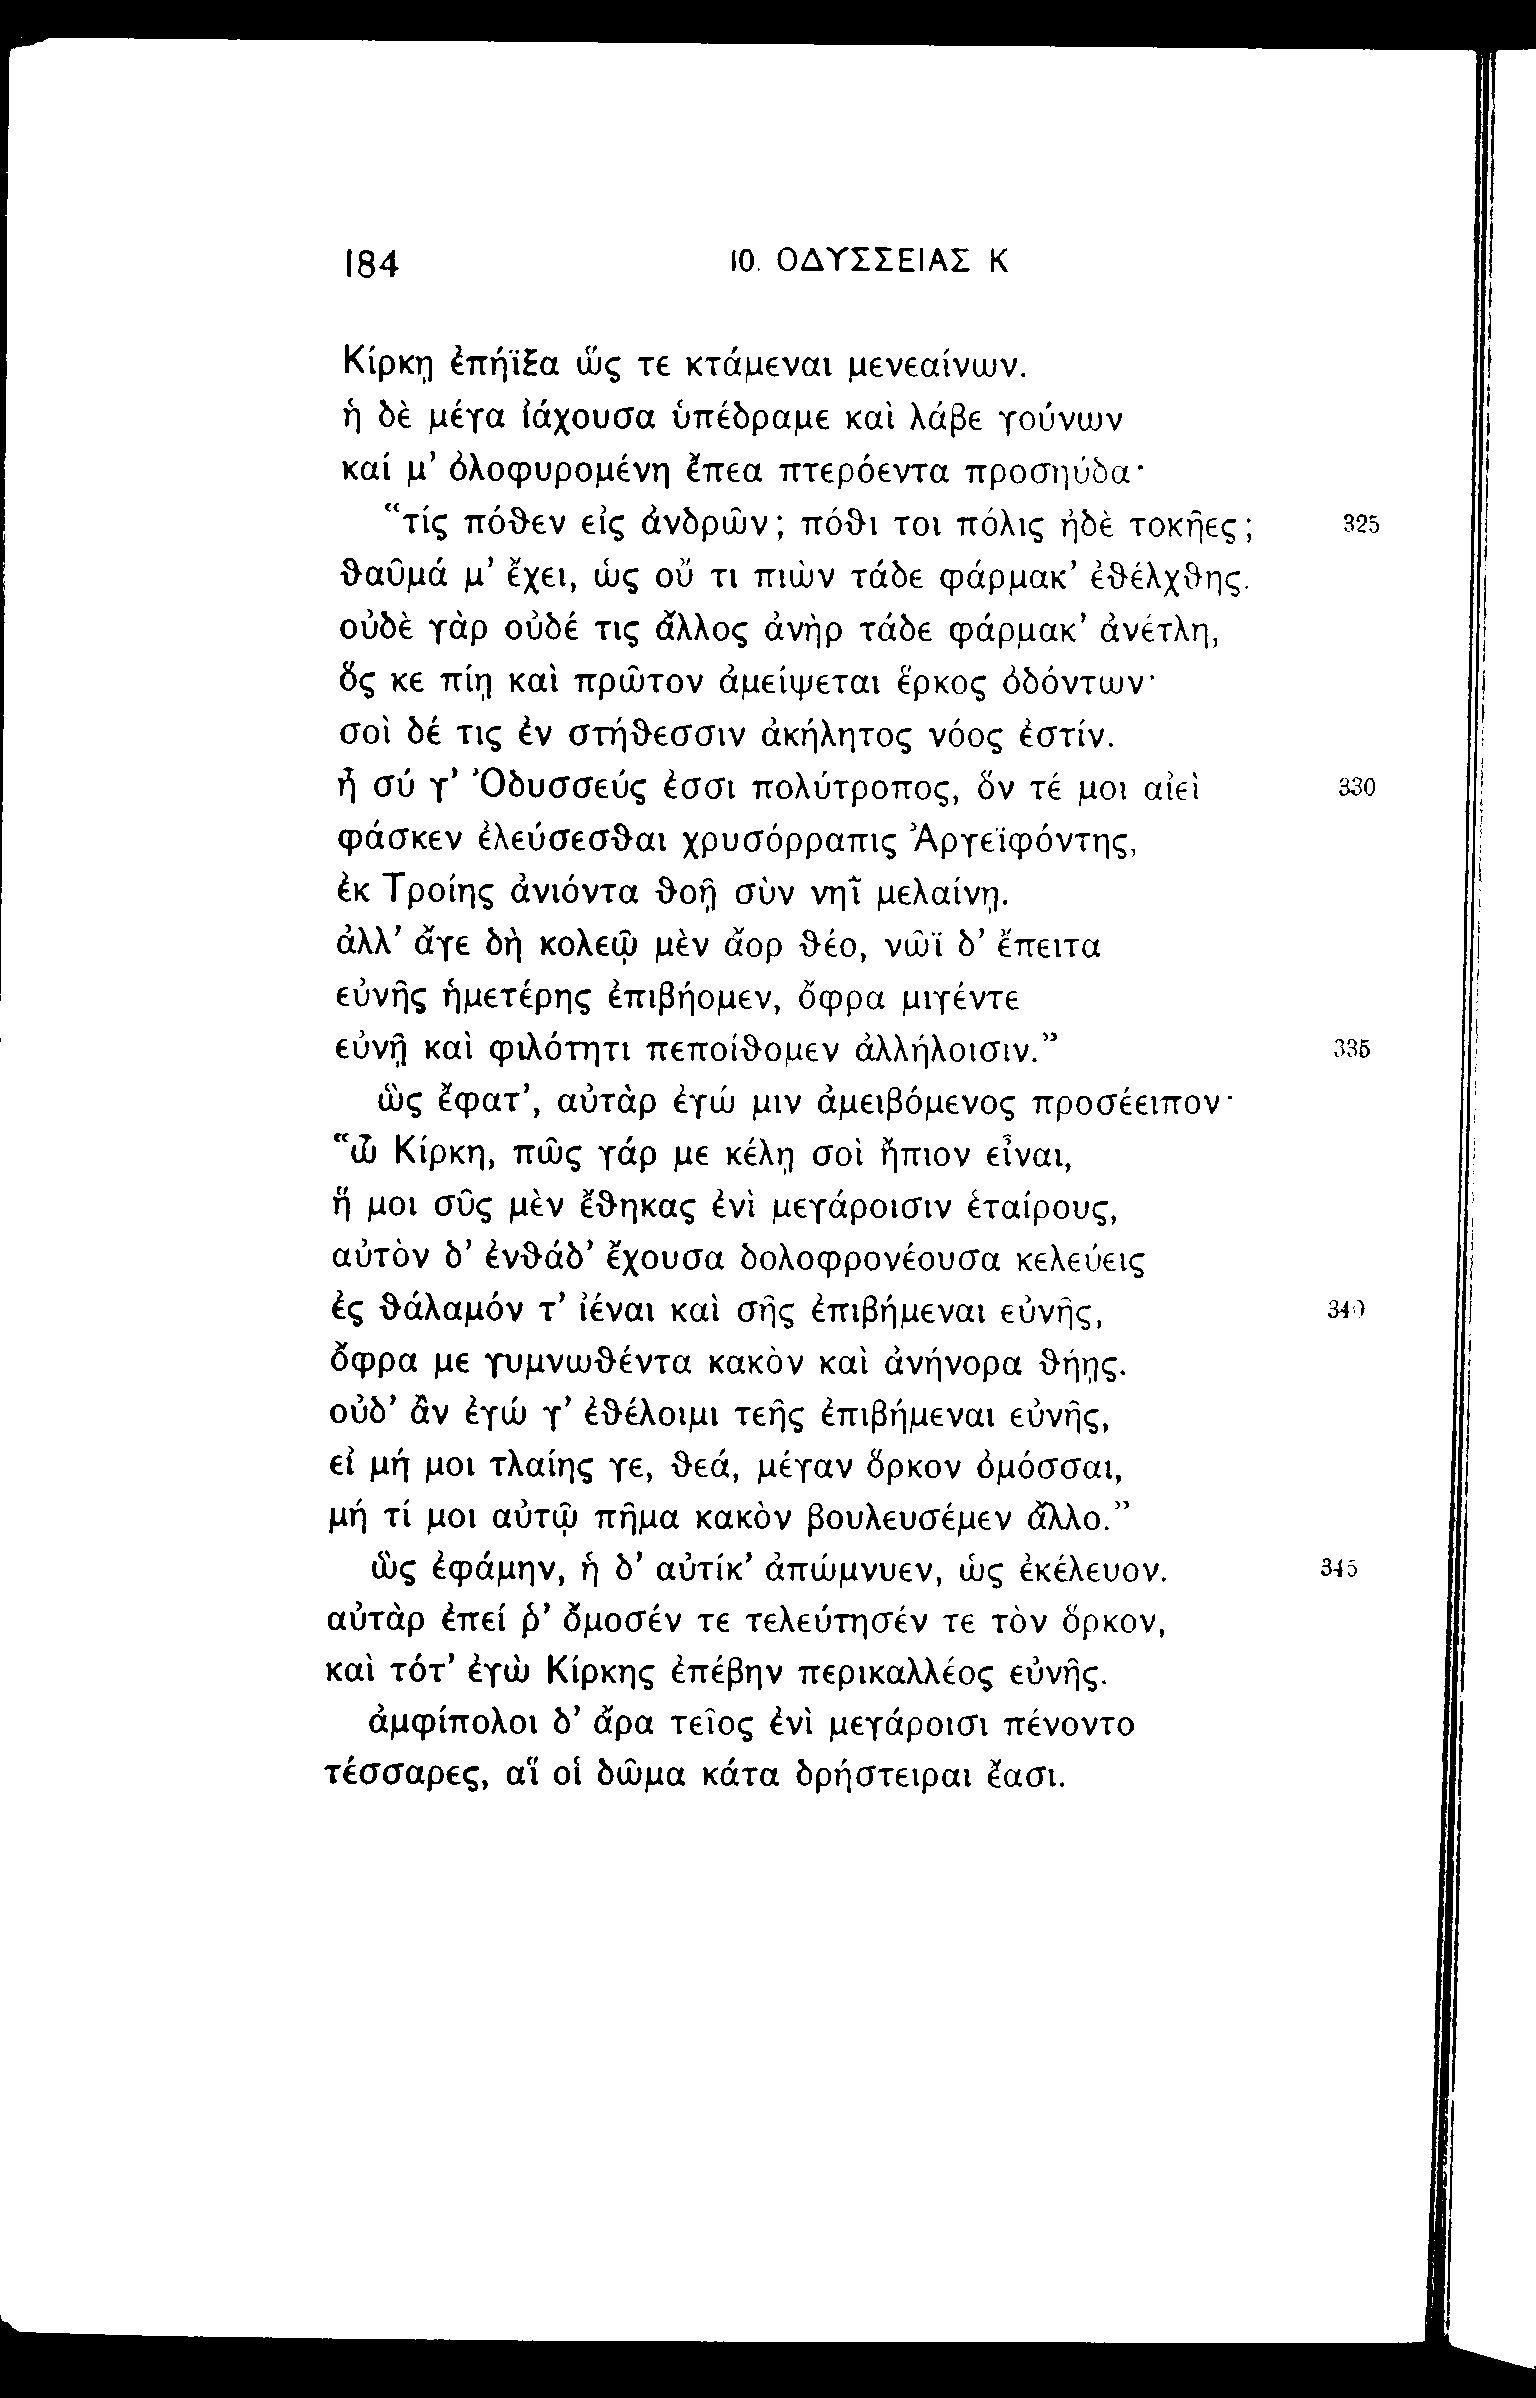 184
10. ΟΔΥΣΣΕΙΑΣ Κ
Κίρκῃ ἐπήϊξα ὥς τε κτάμεναι μενεαίνων.
ἡ δὲ μέγα ἰάχουσα ὑπέδραμε καὶ λάβε γούνων
καί μ’ ὀλοφυρομένη ἔπεα πτερόεντα προσηύδα·
“τίς πόθεν εἰς ἀνδρῶν; πόθι τοι πόλις ἠδὲ τοκῆες; 325
θαῦμά μ’ ἔχει, ὡς οὔ τι πιὼν τάδε φάρμακ’ ἐθέλχθης.
οὐδὲ γὰρ οὐδέ τις ἄλλος ἀνὴρ τάδε φάρμακ’ ἀνέτλη,
ὅς κε πίῃ καὶ πρῶτον ἀμείψεται ἕρκος ὀδόντων·
σοὶ δέ τις ἐν στήθεσσιν ἀκήλητος νόος ἐστίν.
ἦ σύ γ’ Ὀδυσσεύς ἐσσι πολύτροπος, ὅν τέ μοι αἰεὶ 330
φάσκεν ἐλεύσεσθαι χρυσόρραπις Ἀργεϊφόντης,
ἐκ Τροίης ἀνιόντα θοῇ σὺν νηῒ μελαίνῃ.
ἀλλ’ ἄγε δὴ κολεῷ μὲν ἄορ θέο, νῶϊ δ’ ἔπειτα
εὐνῆς ἡμετέρης ἐπιβήομεν, ὄφρα μιγέντε
εὐνῇ καὶ φιλότητι πεποίθομεν ἀλλήλοισιν.” 335
ὣς ἔφατ’, αὐτὰρ ἐγώ μιν ἀμειβόμενος προσέειπον·
“ὦ Κίρκη, πῶς γάρ με κέλῃ σοὶ ἤπιον εἶναι,
ἥ μοι σῦς μὲν ἔθηκας ἐνὶ μεγάροισιν ἑταίρους,
αὐτὸν δ’ ἐνθάδ’ ἔχουσα δολοφρονέουσα κελεύεις
ἐς θάλαμόν τ’ ἰέναι καὶ σῆς ἐπιβήμεναι εὐνῆς, 340
ὄφρα με γυμνωθέντα κακὸν καὶ ἀνήνορα θήῃς.
οὐδ’ ἂν ἐγώ γ’ ἐθέλοιμι τεῆς ἐπιβήμεναι εὐνῆς,
εἰ μή μοι τλαίης γε, θεά, μέγαν ὅρκον ὀμόσσαι,
μή τί μοι αὐτῷ πῆμα κακὸν βουλευσέμεν ἄλλο.”
ὣς ἐφάμην, ἡ δ’ αὐτίκ’ ἀπώμνυεν, ὡς ἐκέλευον. 345
αὐτὰρ ἐπεί ῥ’ ὄμοσέν τε τελεύτησέν τε τὸν ὅρκον,
καὶ τότ’ ἐγὼ Κίρκης ἐπέβην περικαλλέος εὐνῆς.
ἀμφίπολοι δ’ ἄρα τεῖος ἐνὶ μεγάροισι πένοντο
τέσσαρες, αἵ οἱ δῶμα κάτα δρήστειραι ἔασι.